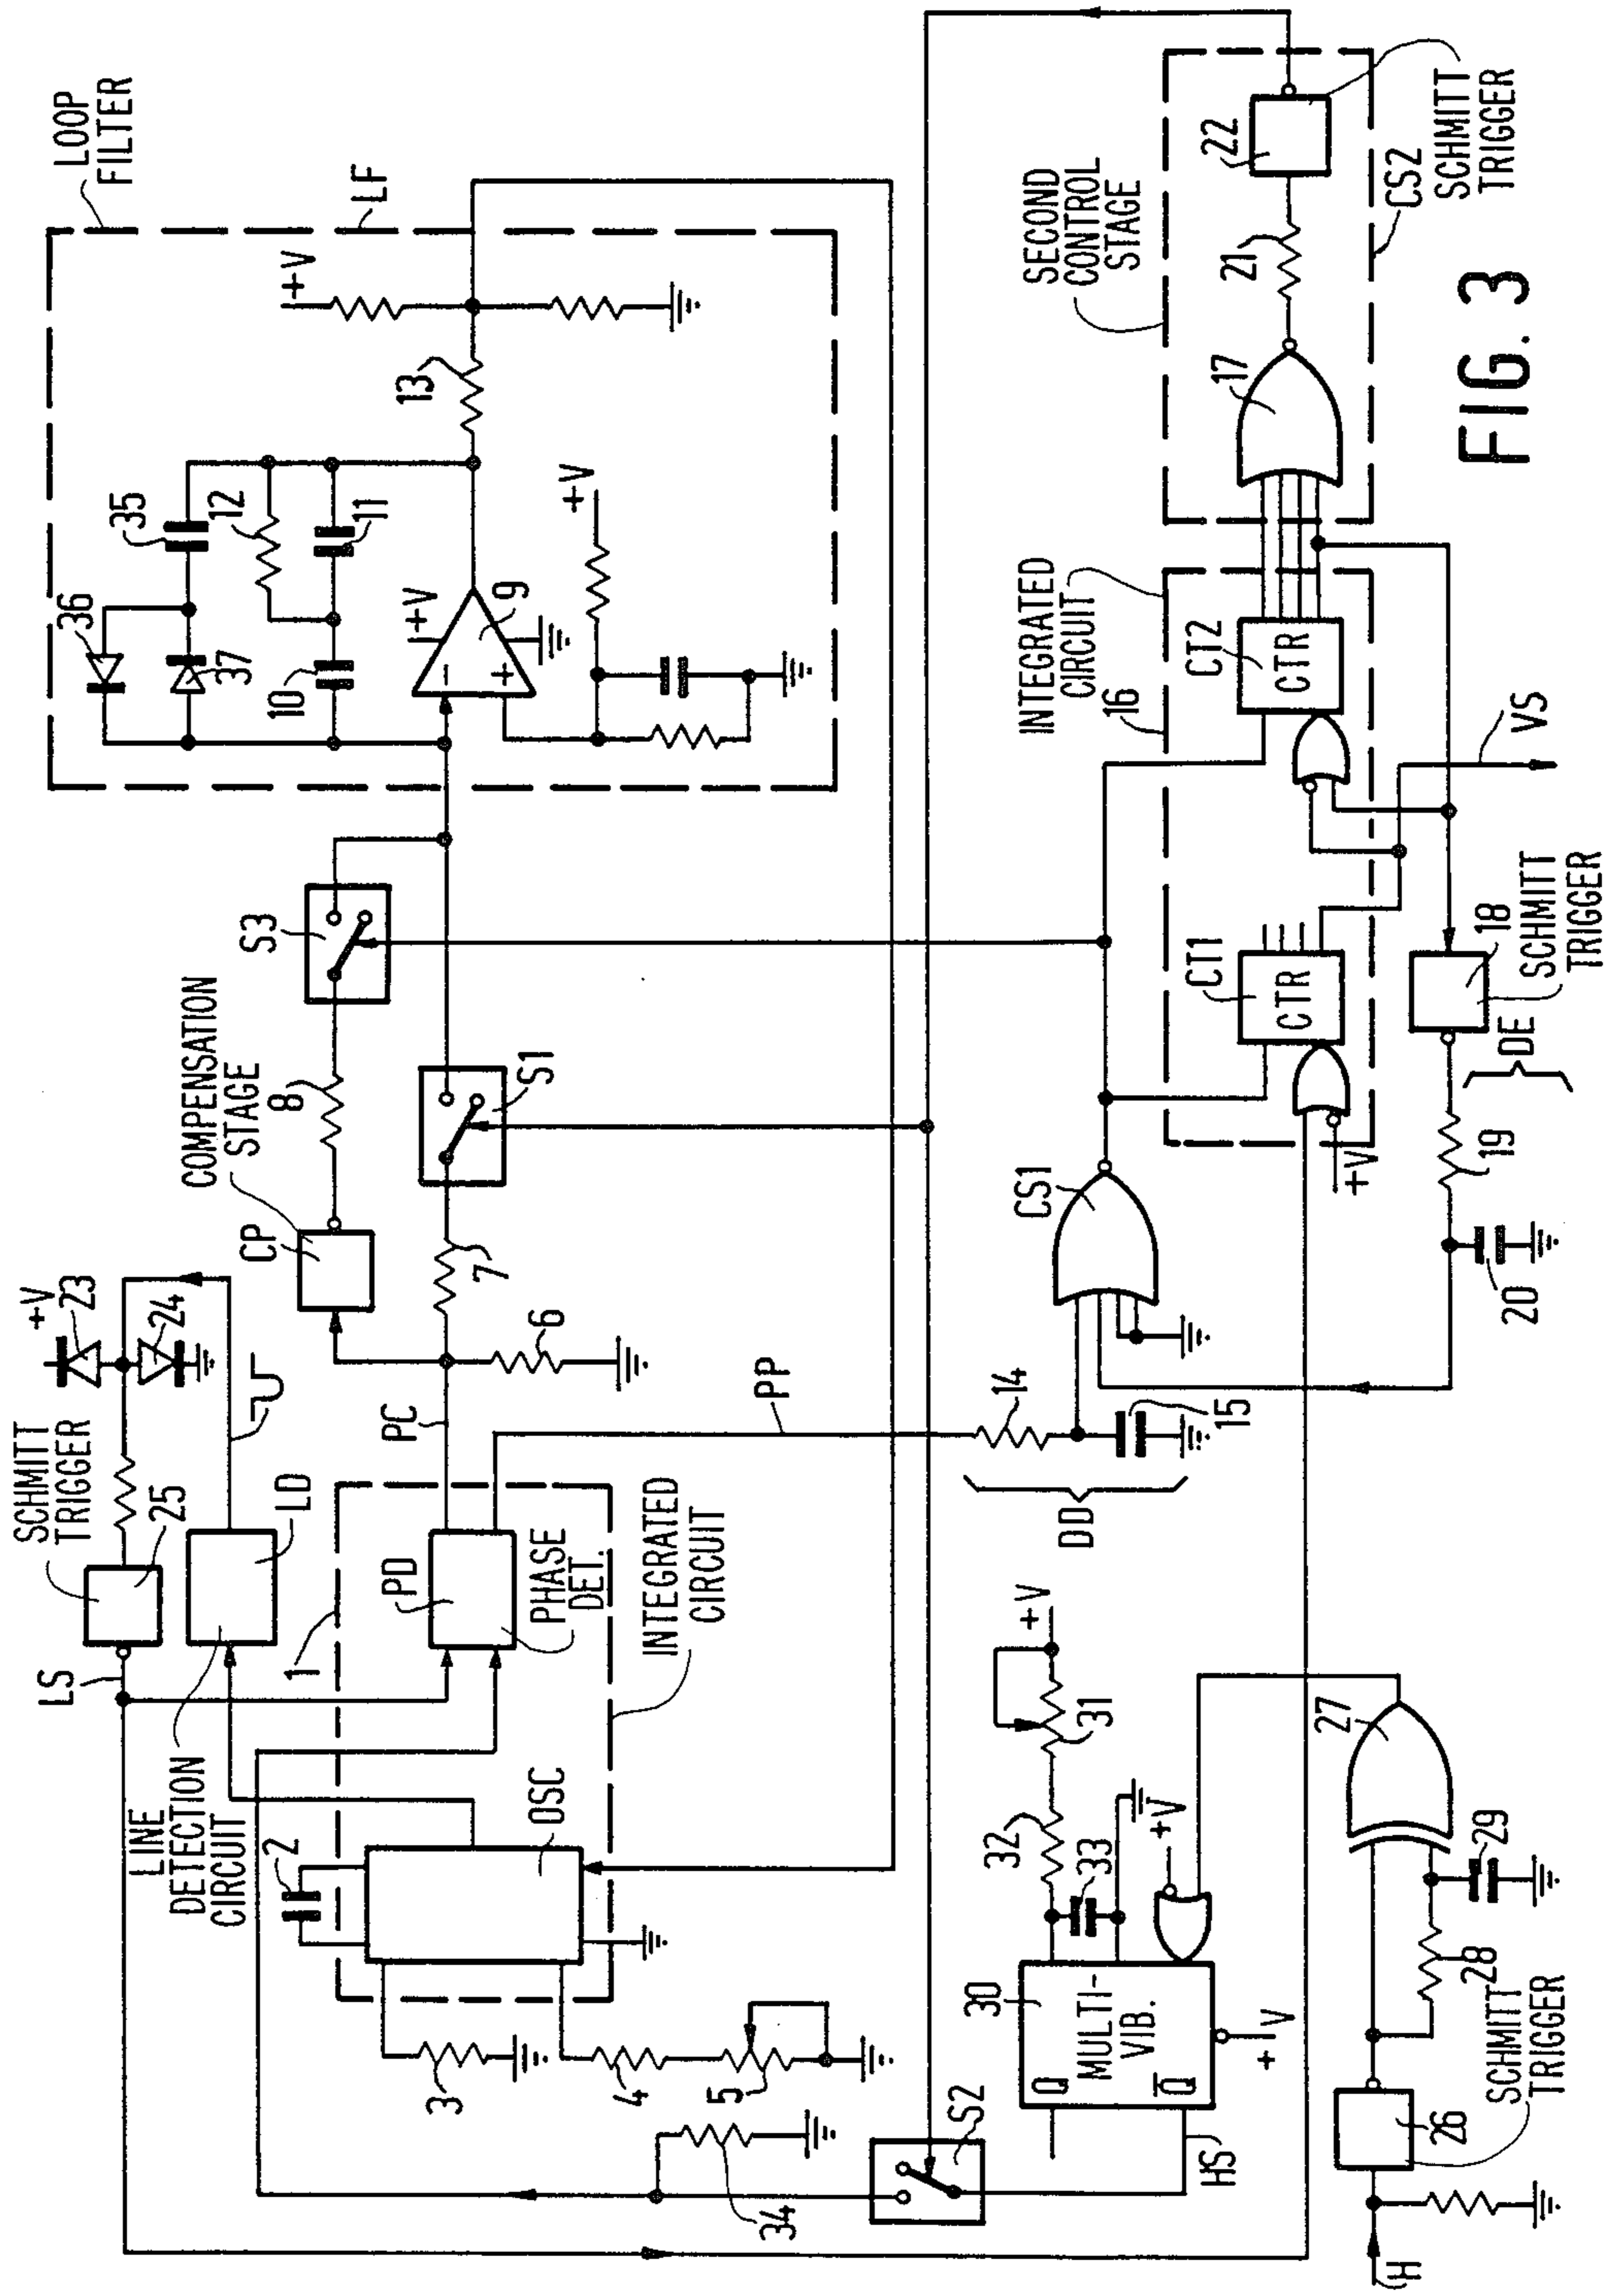 LOOP
FILTER
LF
+V
35
36
12
37
11
10
+V
9
13
+V
SECOND
CONTROL
STAGE
22
21
17
CS2
SCHMITT
TRIGGER
FIG. 3
INTEGRATED
CIRCUIT
16
CT2
CTR
CT1
CTR
VS
+V
18
SCHMITT
TRIGGER
DE
19
20
CS1
S3
COMPENSATION
STAGE
8
CP
S1
7
6
+V
23
24
SCHMITT
TRIGGER
25
LS
LD
LINE
DETECTION
CIRCUIT
PC
PP
14
15
DD
1
PD
PHASE
DET.
INTEGRATED
CIRCUIT
2
OSC
3
4
5
34
S2
HS
30
MULTI-
VIB.
Q
Q̅
+V
+V
31
32
33
+V
27
28
29
26
SCHMITT
TRIGGER
H